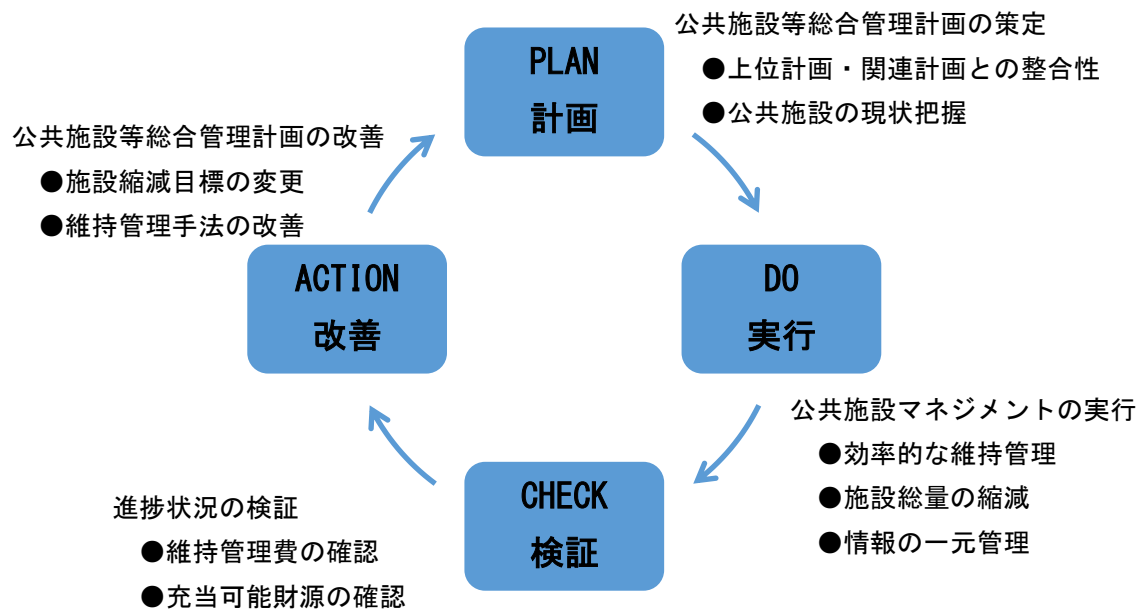 PLAN
計画
公共施設等総合管理計画の策定
●上位計画・関連計画との整合性
●公共施設の現状把握
DO
実行
公共施設マネジメントの実行
●効率的な維持管理
●施設総量の縮減
●情報の一元管理
CHECK
検証
進捗状況の検証
●維持管理費の確認
●充当可能財源の確認
ACTION
改善
公共施設等総合管理計画の改善
●施設縮減目標の変更
●維持管理手法の改善